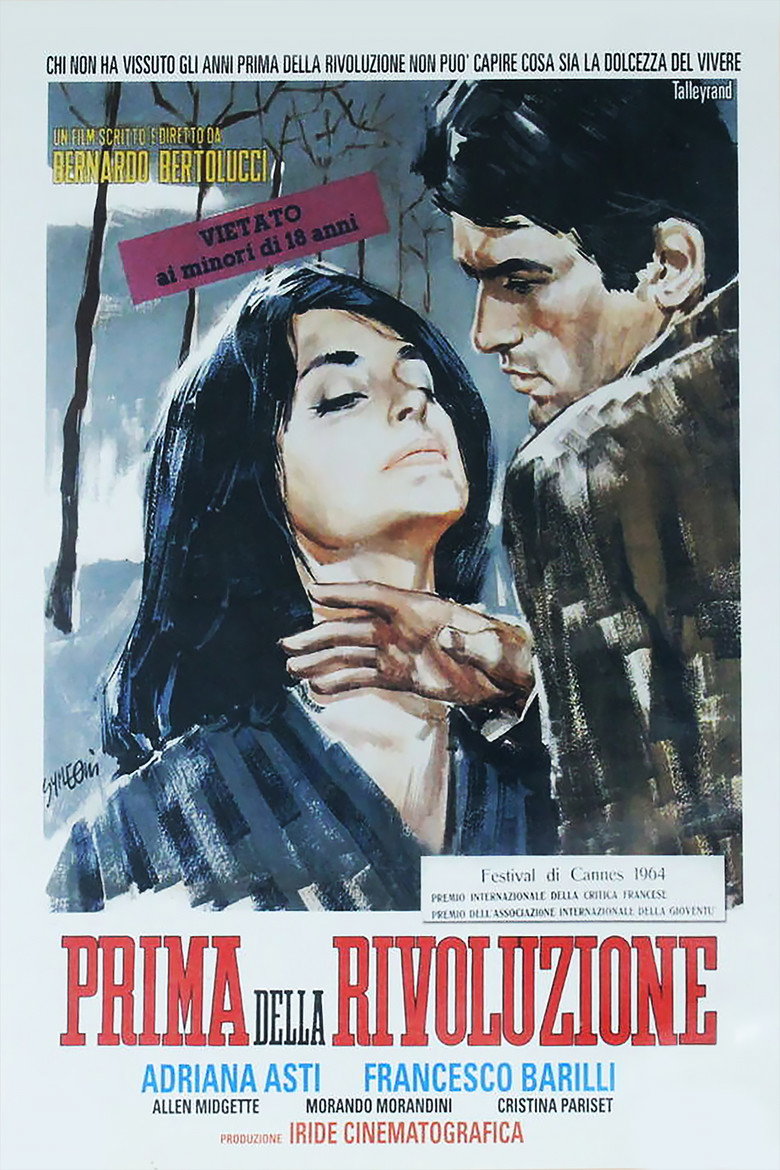 CHI NON HA VISSUTO GLI ANNI PRIMA DELLA RIVOLUZIONE NON PUO' CAPIRE COSA SIA LA DOLCEZZA DEL VIVERE
Talleyrand
UN FILM SCRITTO E DIRETTO DA
BERNARDO BERTOLUCCI
VIETATO
ai minori di 18 anni
SYMEONI
Festival di Cannes 1964
PREMIO INTERNAZIONALE DELLA CRITICA FRANCESE
PREMIO DELL'ASSOCIAZIONE INTERNAZIONALE DELLA GIOVENTU'
PRIMA DELLA RIVOLUZIONE
ADRIANA ASTI FRANCESCO BARILLI
ALLEN MIDGETTE MORANDO MORANDINI CRISTINA PARISET
PRODUZIONE IRIDE CINEMATOGRAFICA